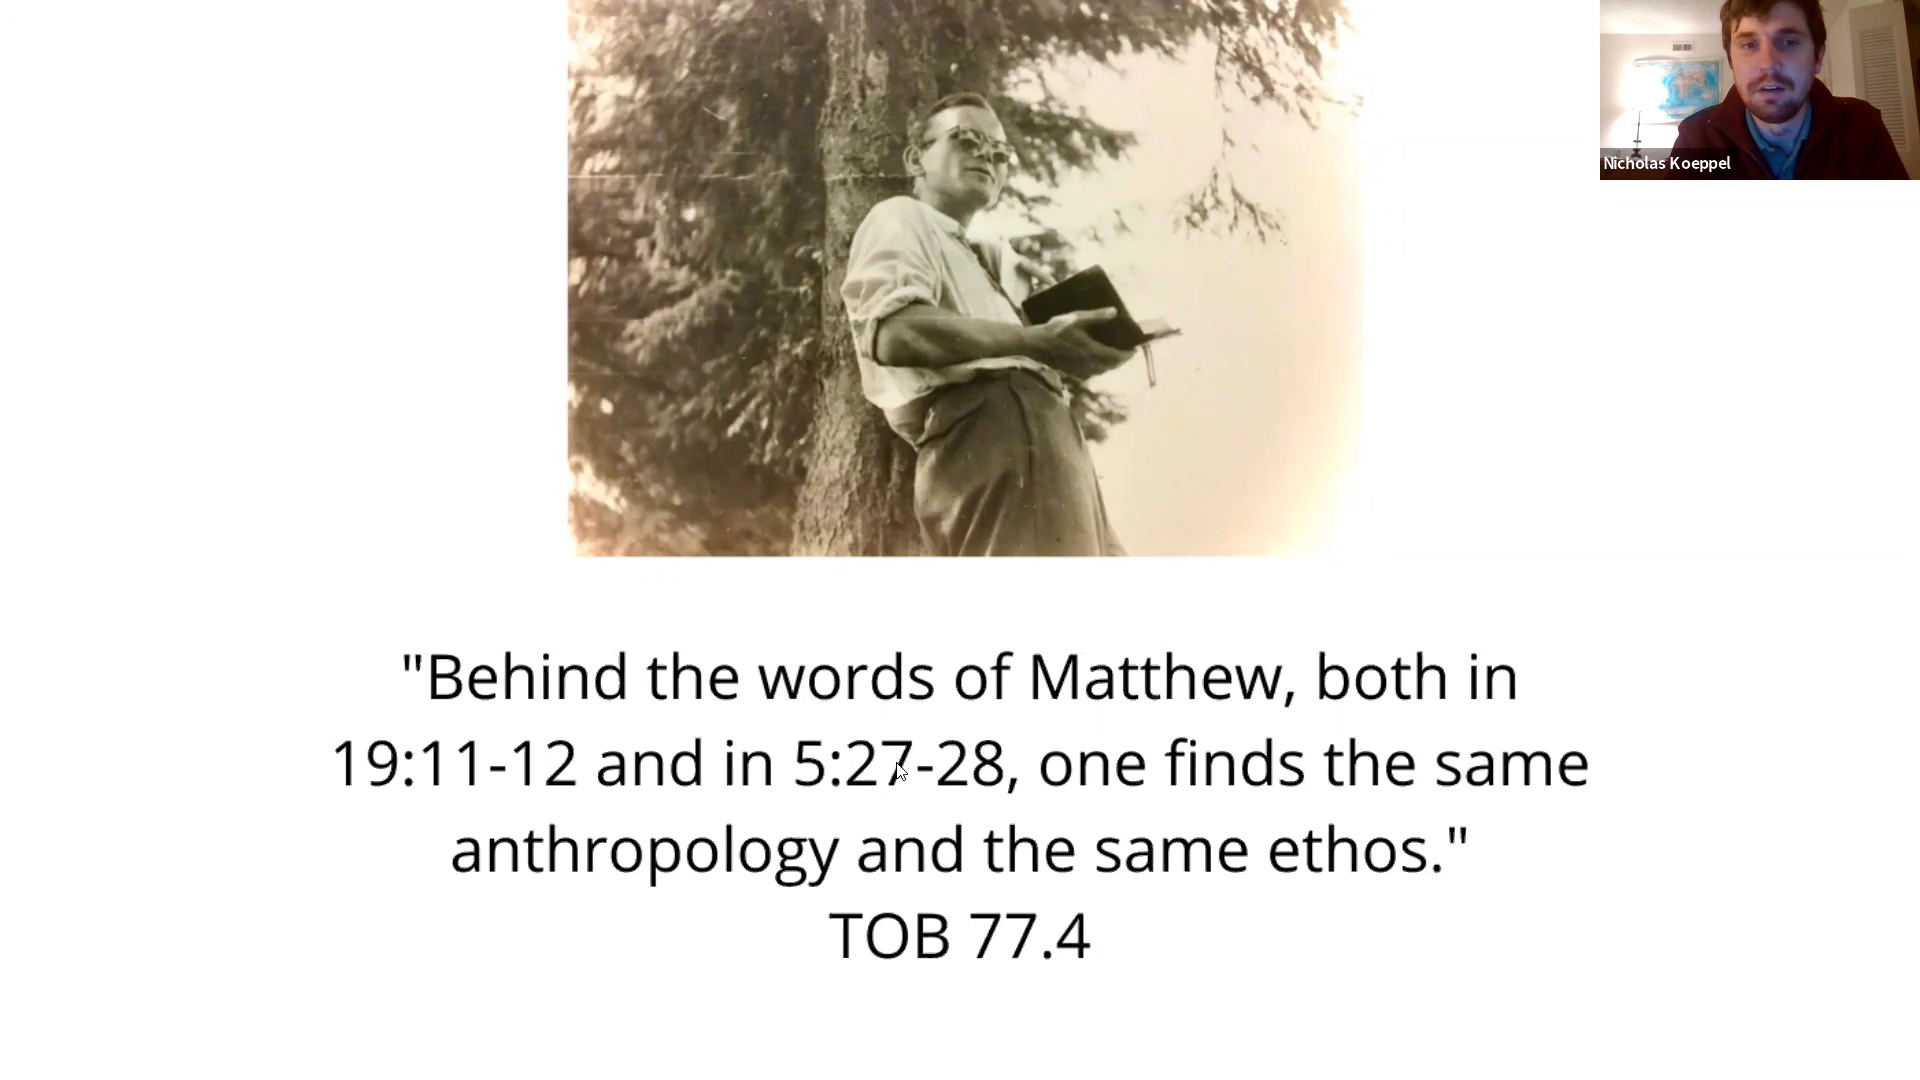 Nicholas Koeppel
"Behind the words of Matthew, both in
19:11-12 and in 5:27-28, one finds the same
anthropology and the same ethos."
TOB 77.4